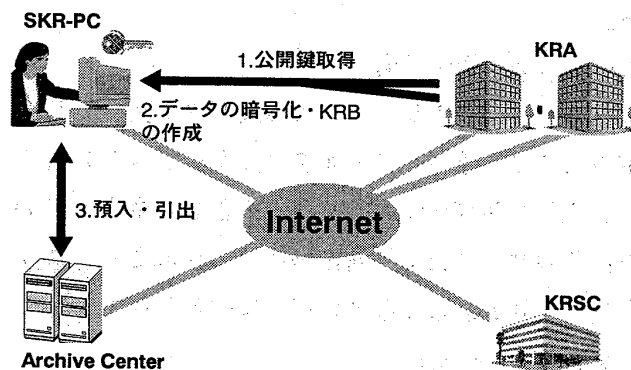 SKR-PC
1.公開鍵取得
KRA
2.データの暗号化・KRB
の作成
3.預入・引出
Internet
KRSC
Archive Center